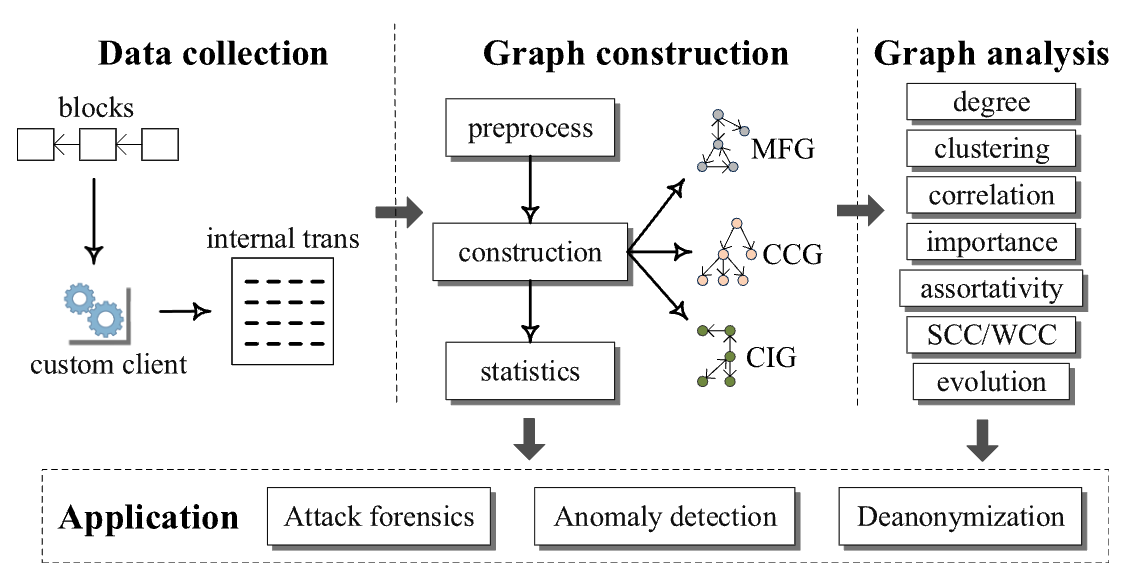 Data collection
blocks
internal trans
custom client
Graph construction
preprocess
construction
statistics
MFG
CCG
CIG
Graph analysis
degree
clustering
correlation
importance
assortativity
SCC/WCC
evolution
Application
Attack forensics
Anomaly detection
Deanonymization